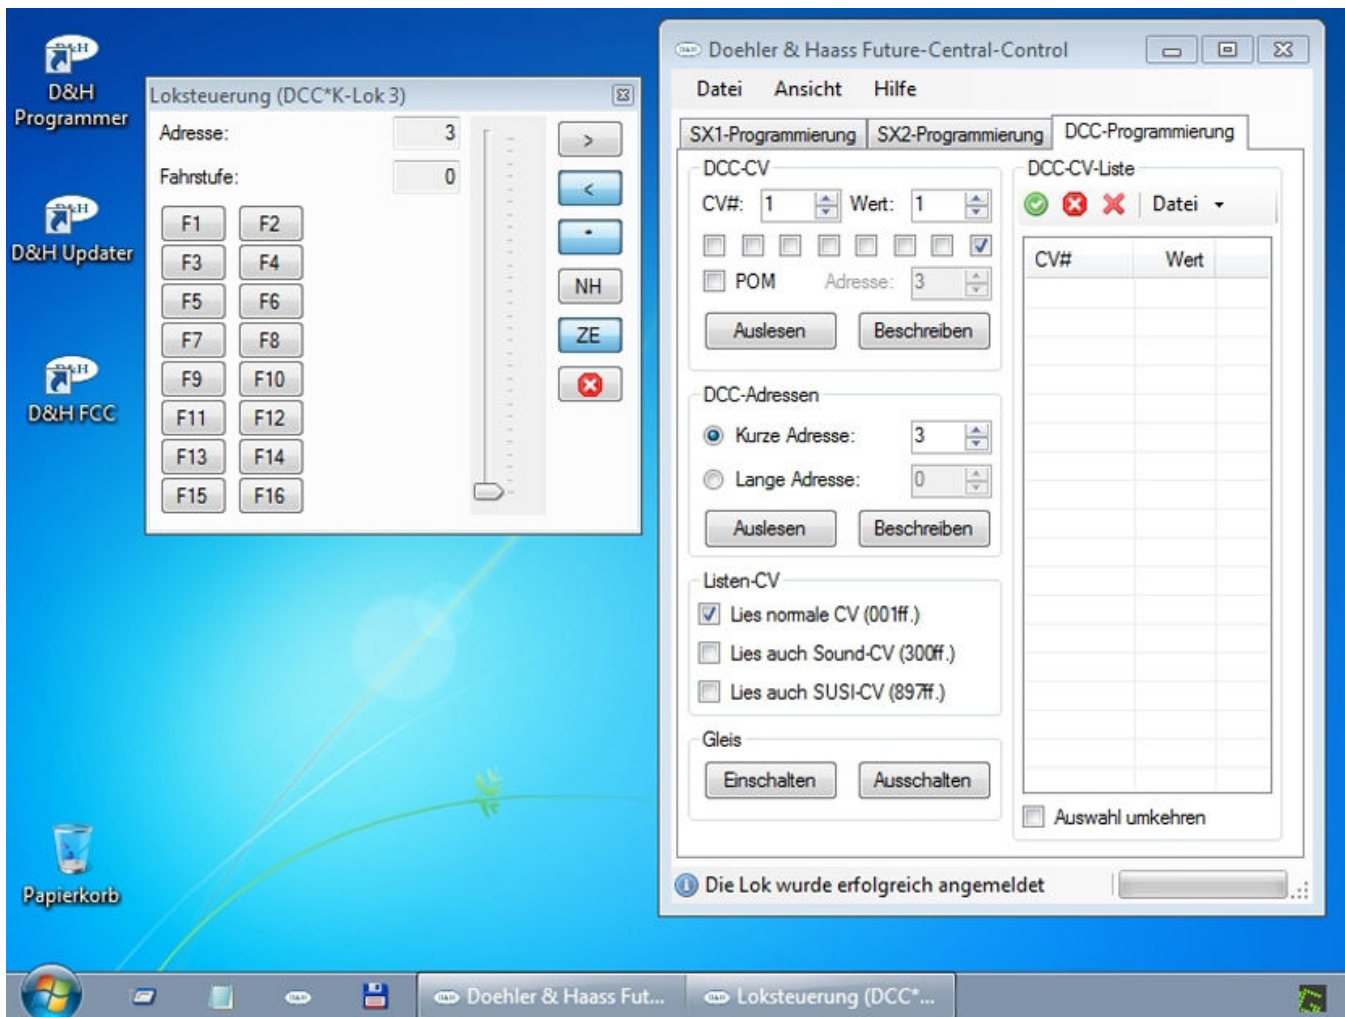 D&H
Programmer
D&H Updater
D&H FCC
Papierkorb
Loksteuerung (DCC*K-Lok 3)
Adresse: 3
Fahrstufe: 0
F1 F2
F3 F4
F5 F6
F7 F8
F9 F10
F11 F12
F13 F14
F15 F16
>
<
*
NH
ZE
Doehler & Haass Future-Central-Control
Datei Ansicht Hilfe
SX1-Programmierung SX2-Programmierung DCC-Programmierung
DCC-CV
CV#: 1 Wert: 1
POM Adresse: 3
Auslesen Beschreiben
DCC-Adressen
Kurze Adresse: 3
Lange Adresse: 0
Auslesen Beschreiben
Listen-CV
Lies normale CV (001ff.)
Lies auch Sound-CV (300ff.)
Lies auch SUSI-CV (897ff.)
Gleis
Einschalten Ausschalten
DCC-CV-Liste
Datei
CV# Wert
Auswahl umkehren
Die Lok wurde erfolgreich angemeldet
Doehler & Haass Fut... Loksteuerung (DCC*...